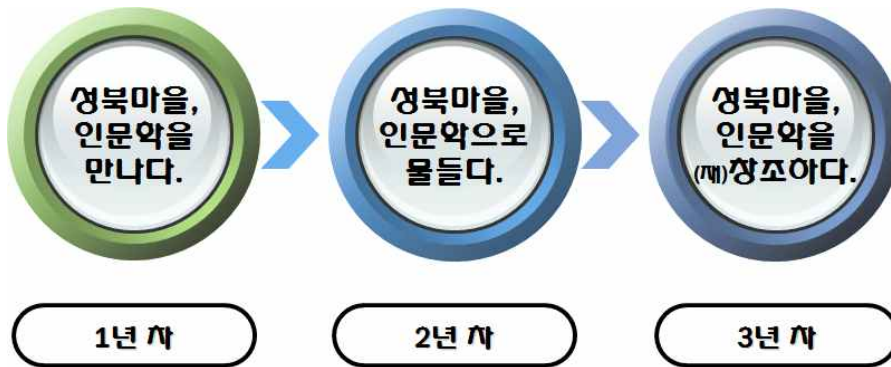 성북마을,
인문학을
만나다.
성북마을,
인문학으로
물들다.
성북마을,
인문학을
(재)창조하다.
1년 차
2년 차
3년 차